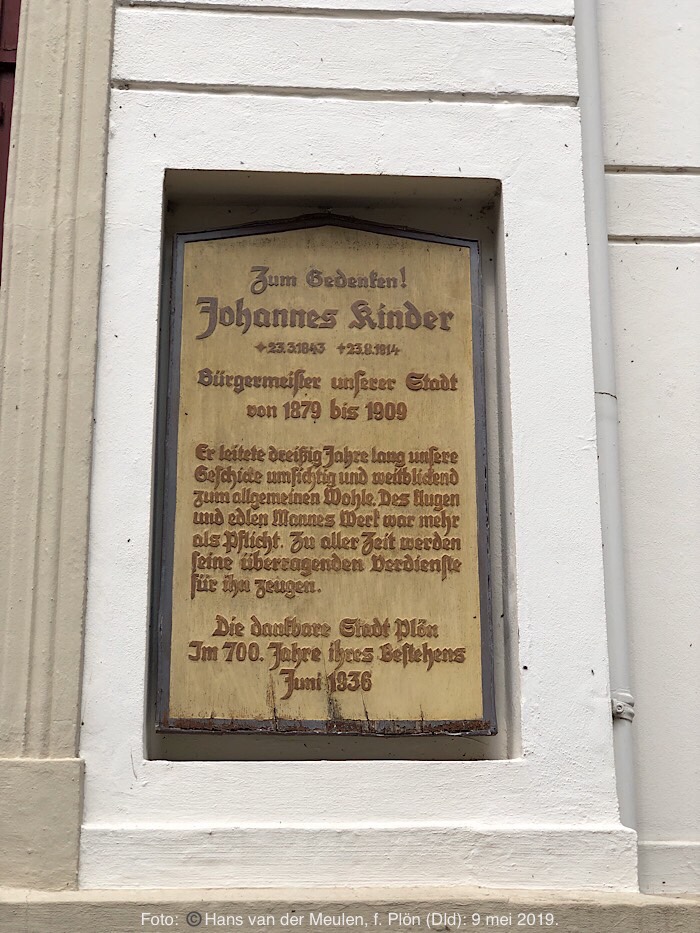 Zum Gedenken!
Johannes Kinder
✦23.3.1843 ✝23.8.1914
Bürgermeister unserer Stadt
von 1879 bis 1909
Er leitete dreißig Jahre lang unsere
Geschicke umsichtig und weitblickend
zum allgemeinen Wohle. Des klugen
und edlen Mannes Werk war mehr
als Pflicht. Zu aller Zeit werden
seine überragenden Verdienste
für ihn zeugen.
Die dankbare Stadt Plön
Im 700. Jahre ihres Bestehens
Juni 1936
Foto: © Hans van der Meulen, f. Plön (Dld): 9 mei 2019.